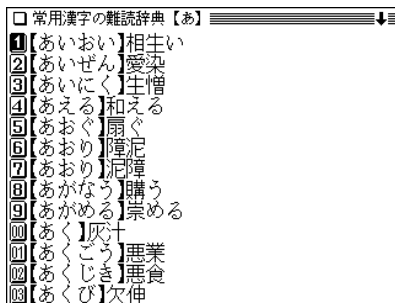 常用漢字の難読辞典【あ】
1【あいおい】相生い
2【あいぜん】愛染
3【あいにく】生憎
4【あえる】和える
5【あおぐ】扇ぐ
6【あおり】障泥
7【あおり】泥障
8【あがなう】購う
9【あがめる】崇める
00【あく】灰汁
01【あくごう】悪業
02【あくじき】悪食
03【あくび】欠伸